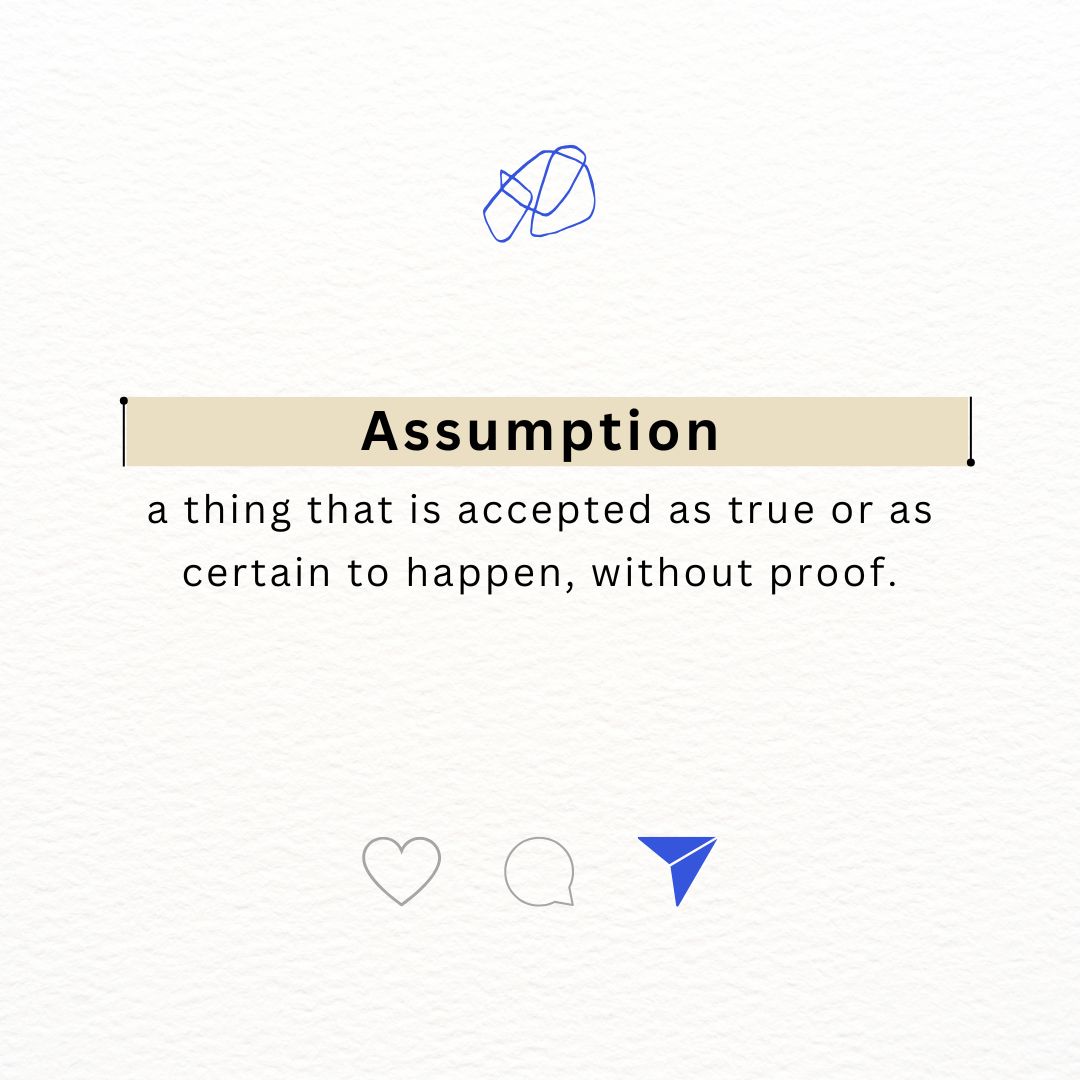 Assumption
a thing that is accepted as true or as
certain to happen, without proof.